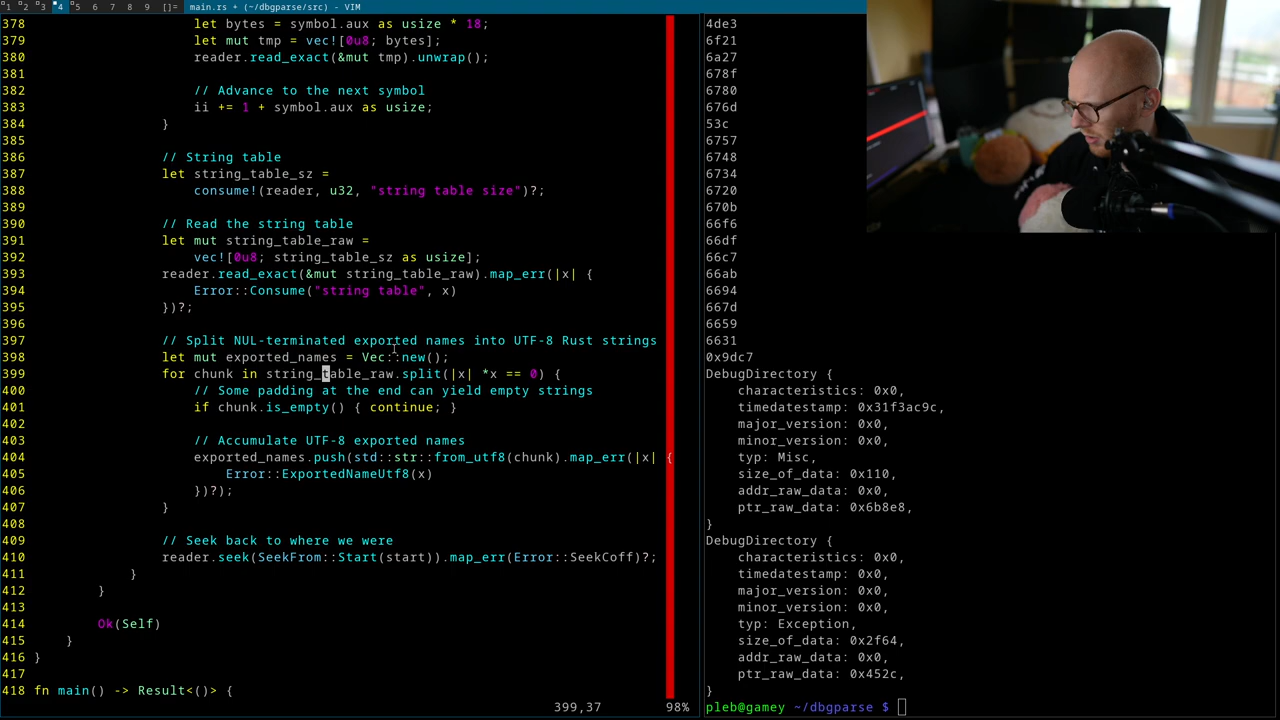 1 2 3 4 5 6 7 8 9 []= main.rs + (~/dbgparse/src) - VIM
378 let bytes = symbol.aux as usize * 18;
379 let mut tmp = vec![0u8; bytes];
380 reader.read_exact(&mut tmp).unwrap();
381
382 // Advance to the next symbol
383 ii += 1 + symbol.aux as usize;
384 }
385
386 // String table
387 let string_table_sz =
388 consume!(reader, u32, "string table size")?;
389
390 // Read the string table
391 let mut string_table_raw =
392 vec![0u8; string_table_sz as usize];
393 reader.read_exact(&mut string_table_raw).map_err(|x| {
394 Error::Consume("string table", x)
395 })?;
396
397 // Split NUL-terminated exported names into UTF-8 Rust strings
398 let mut exported_names = Vec::new();
399 for chunk in string_table_raw.split(|x| *x == 0) {
400 // Some padding at the end can yield empty strings
401 if chunk.is_empty() { continue; }
402
403 // Accumulate UTF-8 exported names
404 exported_names.push(std::str::from_utf8(chunk).map_err(|x| {
405 Error::ExportedNameUtf8(x)
406 })?);
407 }
408
409 // Seek back to where we were
410 reader.seek(SeekFrom::Start(start)).map_err(Error::SeekCoff)?;
411 }
412 }
413
414 Ok(Self)
415 }
416 }
417
418 fn main() -> Result<()> {
399,37 98%
4de3
6f21
6a27
678f
6780
676d
53c
6757
6748
6734
6720
670b
66f6
66df
66c7
66ab
6694
667d
6659
6631
0x9dc7
DebugDirectory {
characteristics: 0x0,
timedatestamp: 0x31f3ac9c,
major_version: 0x0,
minor_version: 0x0,
typ: Misc,
size_of_data: 0x110,
addr_raw_data: 0x0,
ptr_raw_data: 0x6b8e8,
}
DebugDirectory {
characteristics: 0x0,
timedatestamp: 0x0,
major_version: 0x0,
minor_version: 0x0,
typ: Exception,
size_of_data: 0x2f64,
addr_raw_data: 0x0,
ptr_raw_data: 0x452c,
}
pleb@gamey ~/dbgparse $